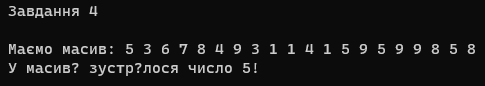 Завдання 4
Маємо масив: 5 3 6 7 8 4 9 3 1 1 4 1 5 9 5 9 9 8 5 8
У масив? зустр?лося число 5!